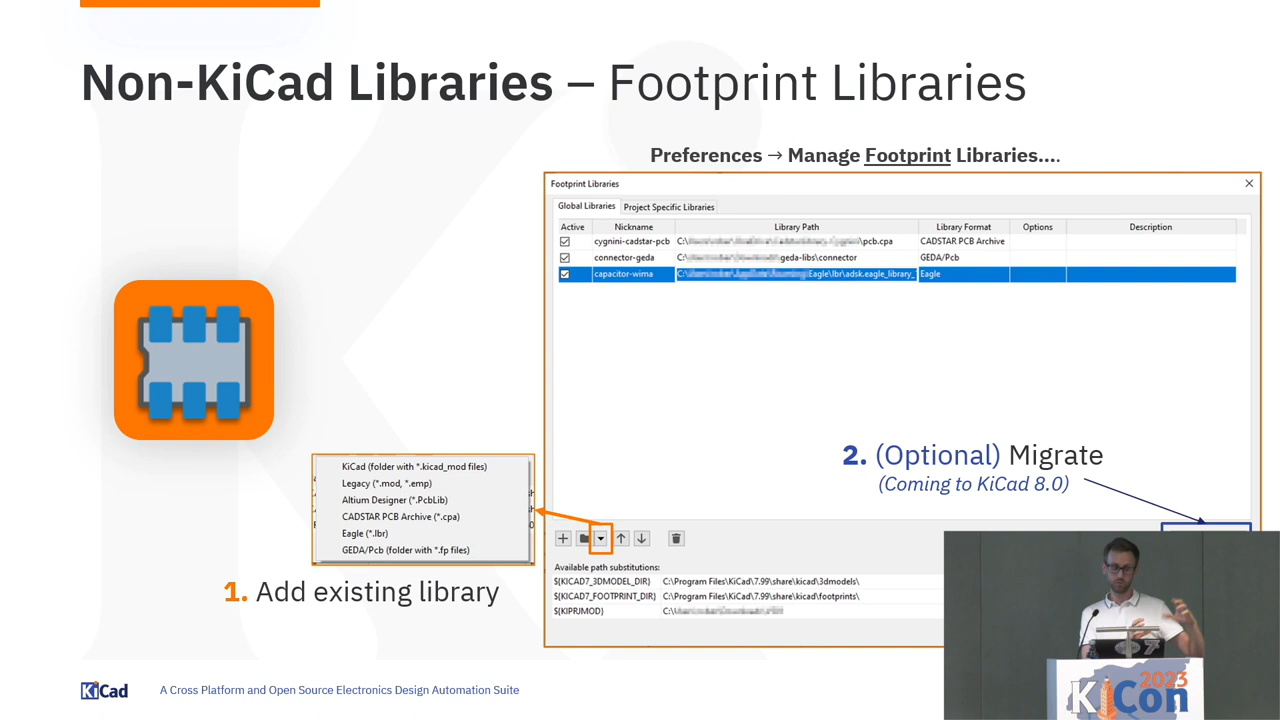 Non-KiCad Libraries – Footprint Libraries
Preferences → Manage Footprint Libraries....
Footprint Libraries
Global Libraries Project Specific Libraries
Active Nickname Library Path Library Format Options Description
cygnini-cadstar-pcb C:\ \pcb.cpa CADSTAR PCB Archive
connector-geda C:\ geda-libs\connector GEDA/Pcb
capacitor-wima C:\ Eagle\lbr\adsk.eagle_library_ Eagle
2. (Optional) Migrate
(Coming to KiCad 8.0)
KiCad (folder with *.kicad_mod files)
Legacy (*.mod, *.emp)
Altium Designer (*.PcbLib)
CADSTAR PCB Archive (*.cpa)
Eagle (*.lbr)
GEDA/Pcb (folder with *.fp files)
1. Add existing library
Available path substitutions:
${KICAD7_3DMODEL_DIR} C:\Program Files\KiCad\7.99\share\kicad\3dmodels\
${KICAD7_FOOTPRINT_DIR} C:\Program Files\KiCad\7.99\share\kicad\footprints\
${KIPRJMOD} C:\
2023
KiCon
KiCad A Cross Platform and Open Source Electronics Design Automation Suite